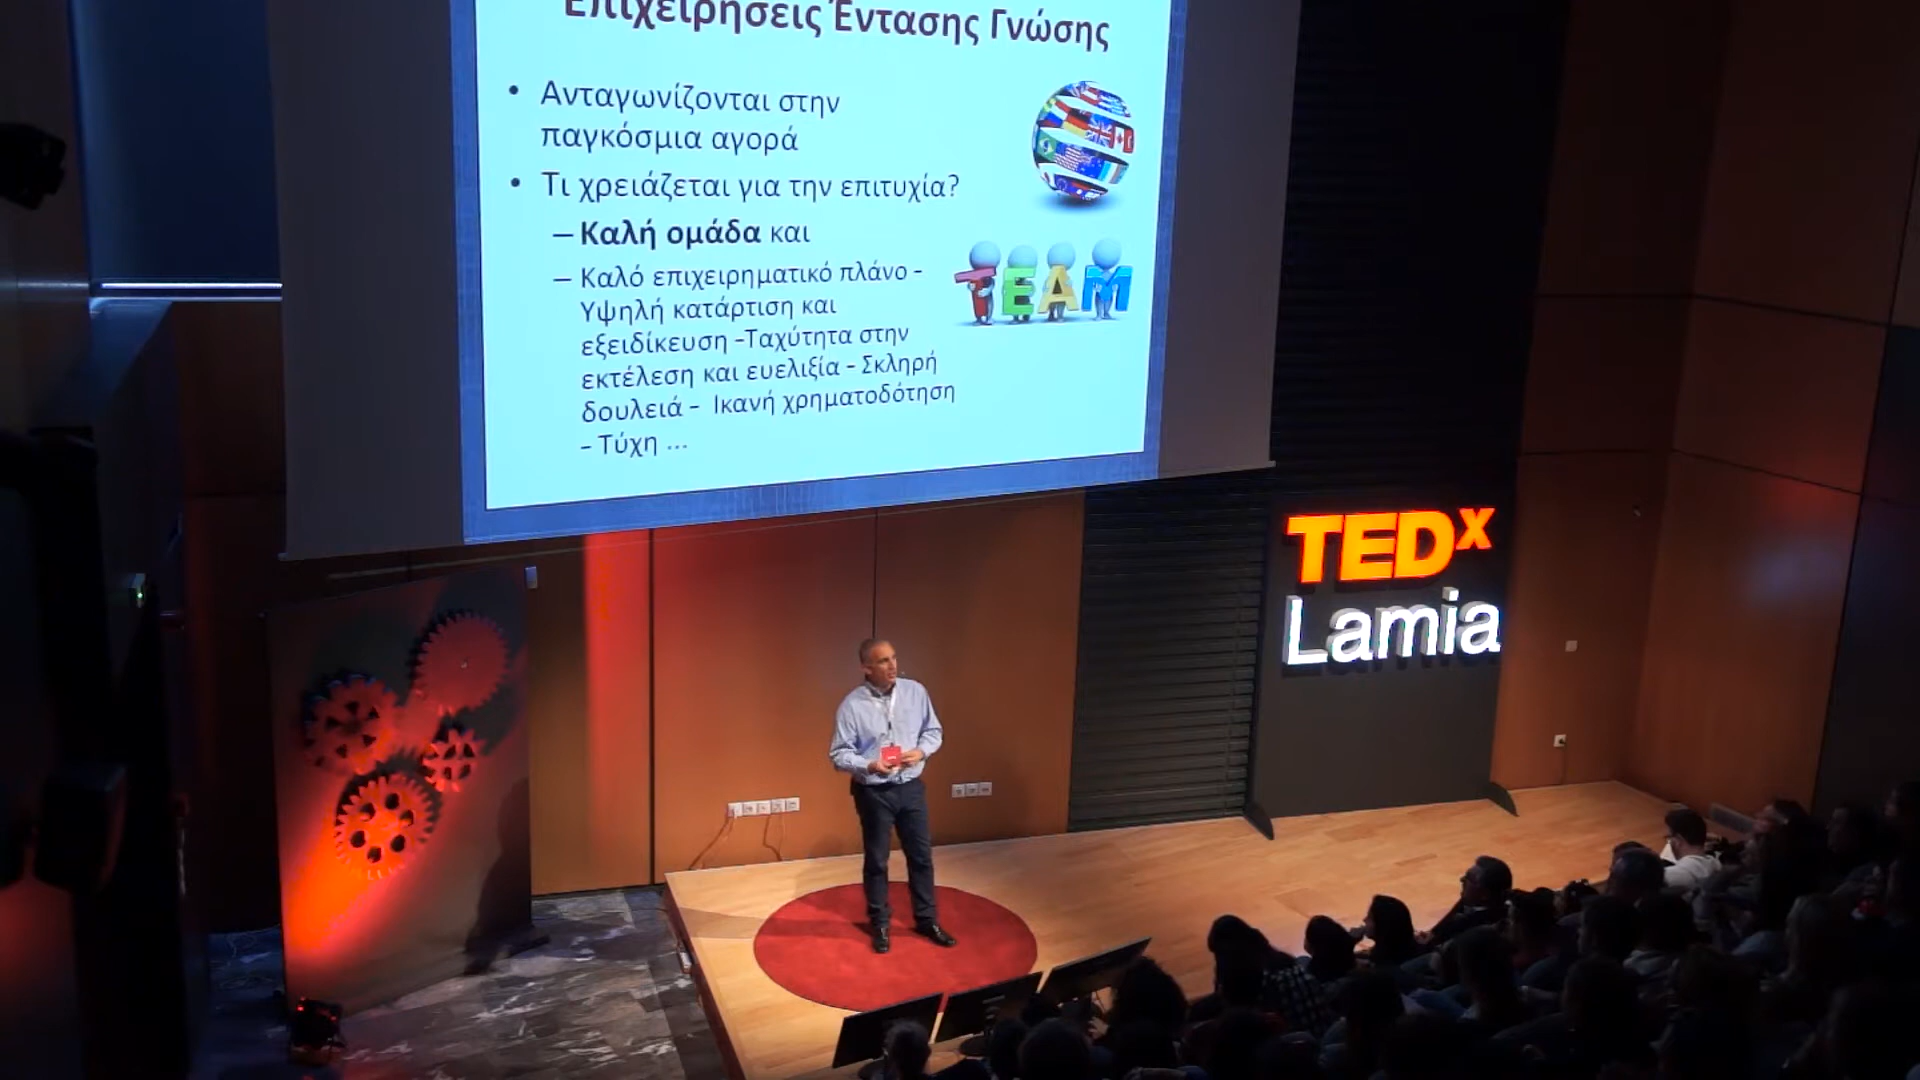 Επιχειρήσεις Έντασης Γνώσης
• Ανταγωνίζονται στην
παγκόσμια αγορά
• Τι χρειάζεται για την επιτυχία?
– Καλή ομάδα και
– Καλό επιχειρηματικό πλάνο –
Υψηλή κατάρτιση και
εξειδίκευση –Ταχύτητα στην
εκτέλεση και ευελιξία – Σκληρή
δουλειά – Ικανή χρηματοδότηση
– Τύχη ...
TEAM
TEDx
Lamia